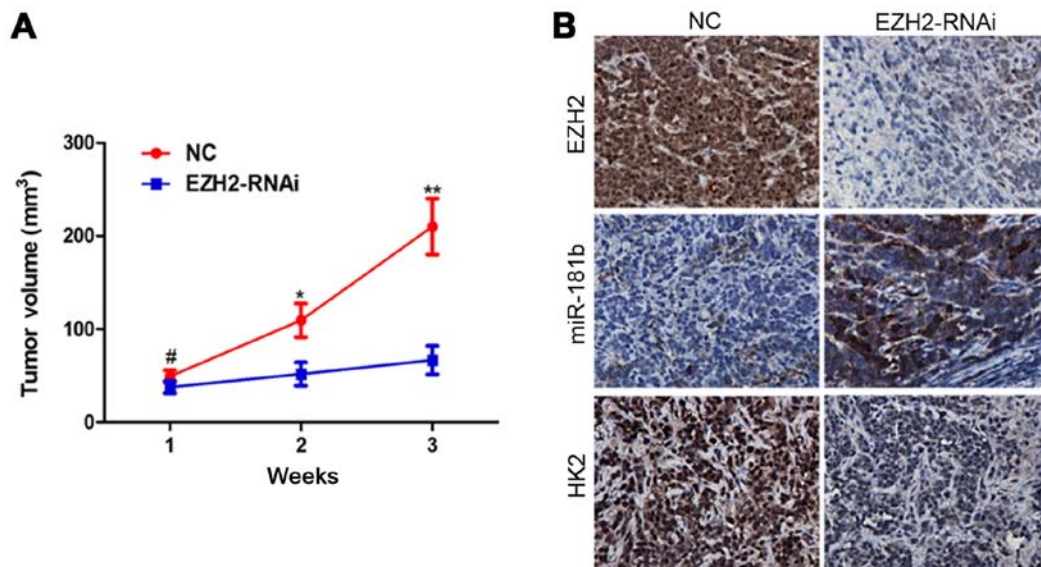 A
Tumor volume (mm³)
300
200
100
0
NC
EZH2-RNAi
#
*
**
1 2 3
Weeks
B
NC EZH2-RNAi
EZH2
miR-181b
HK2